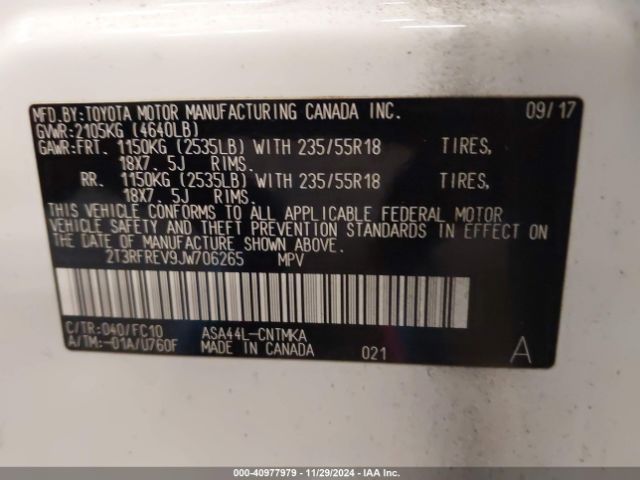 MFD.BY:TOYOTA MOTOR MANUFACTURING CANADA INC. 09/17
GVWR:2105KG (4640LB)
GAWR:FRT. 1150KG (2535LB) WITH 235/55R18 TIRES,
18X7. 5J RIMS.
RR. 1150KG (2535LB) WITH 235/55R18 TIRES,
18X7. 5J RIMS.
THIS VEHICLE CONFORMS TO ALL APPLICABLE FEDERAL MOTOR
VEHICLE SAFETY AND THEFT PREVENTION STANDARDS IN EFFECT ON
THE DATE OF MANUFACTURE SHOWN ABOVE.
2T3RFREV9JW706265 MPV
C/TR:040/FC10 ASA44L-CNTMKA
A/TM:-01A/U760F MADE IN CANADA 021 A
000-40977979 - 11/29/2024 - IAA Inc.